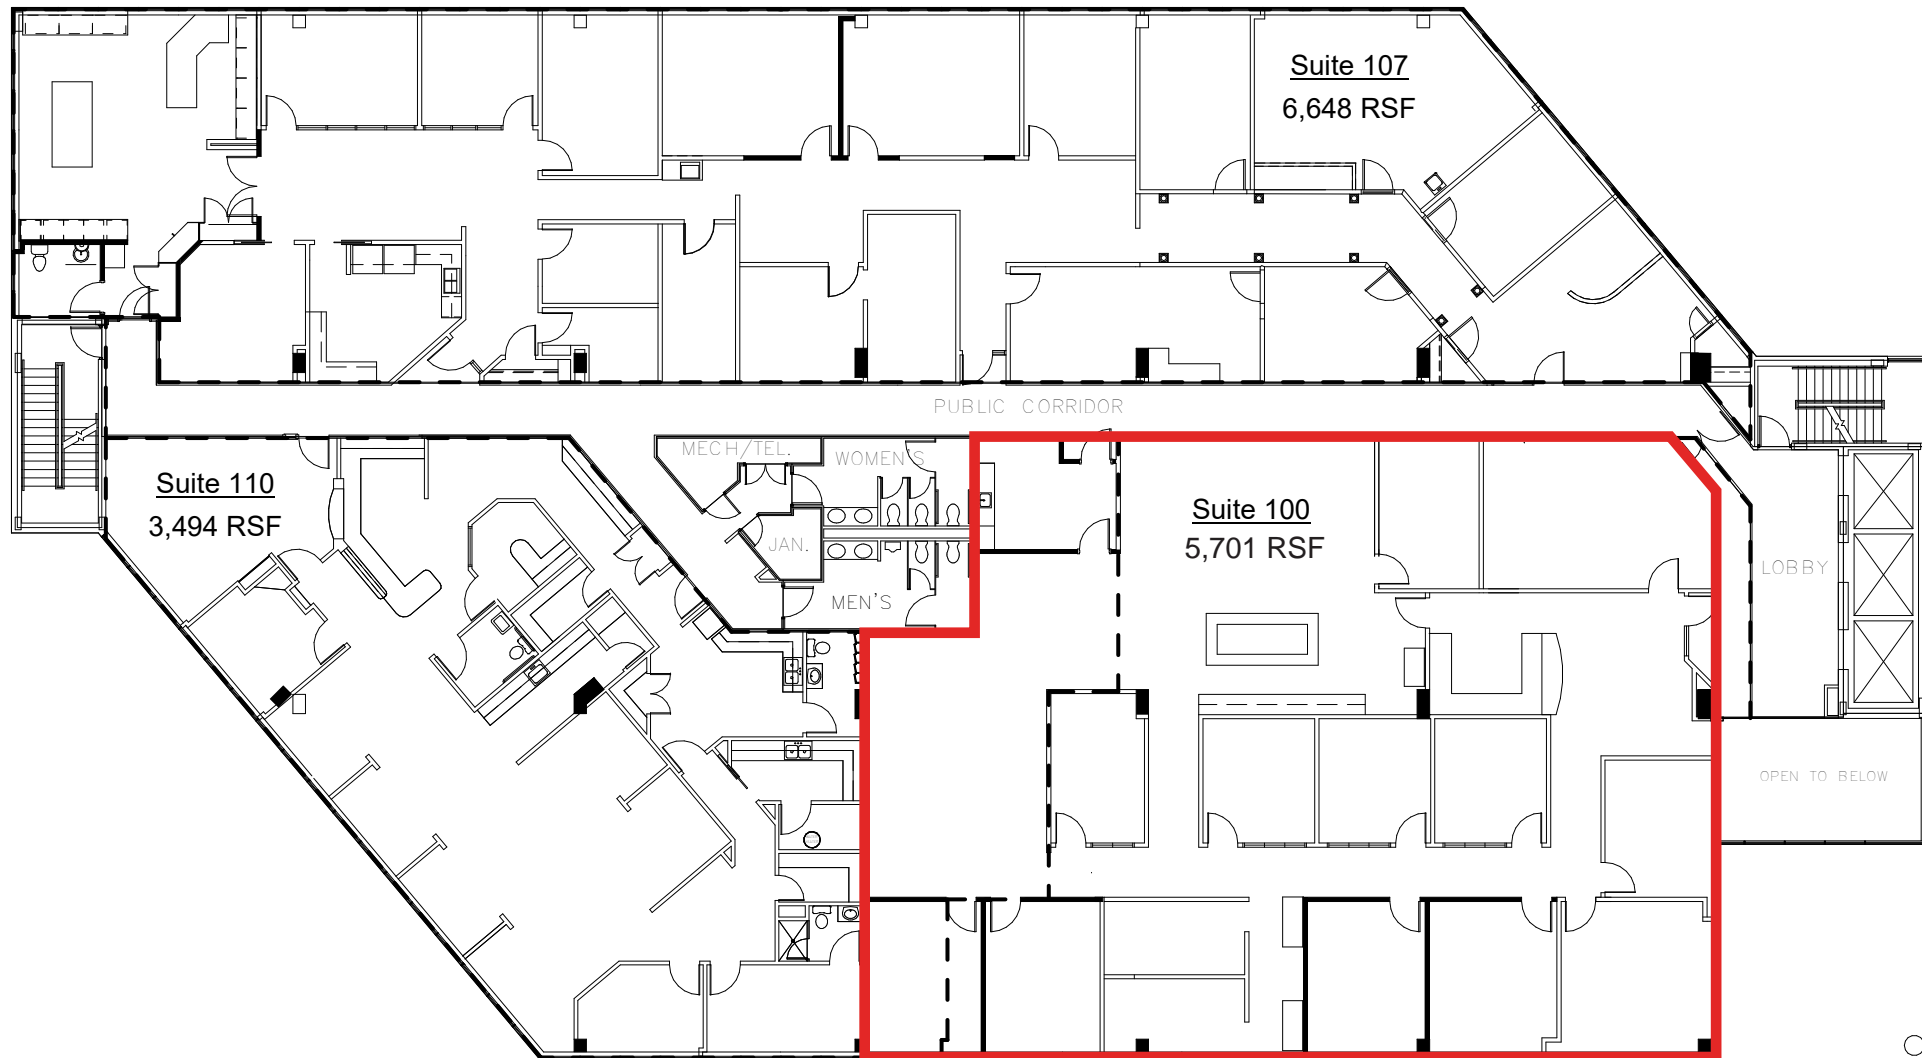 Suite 107
6,648 RSF
PUBLIC CORRIDOR
MECH/TEL.
WOMEN'S
Suite 110
3,494 RSF
Suite 100
5,701 RSF
JAN.
LOBBY
MEN'S
OPEN TO BELOW